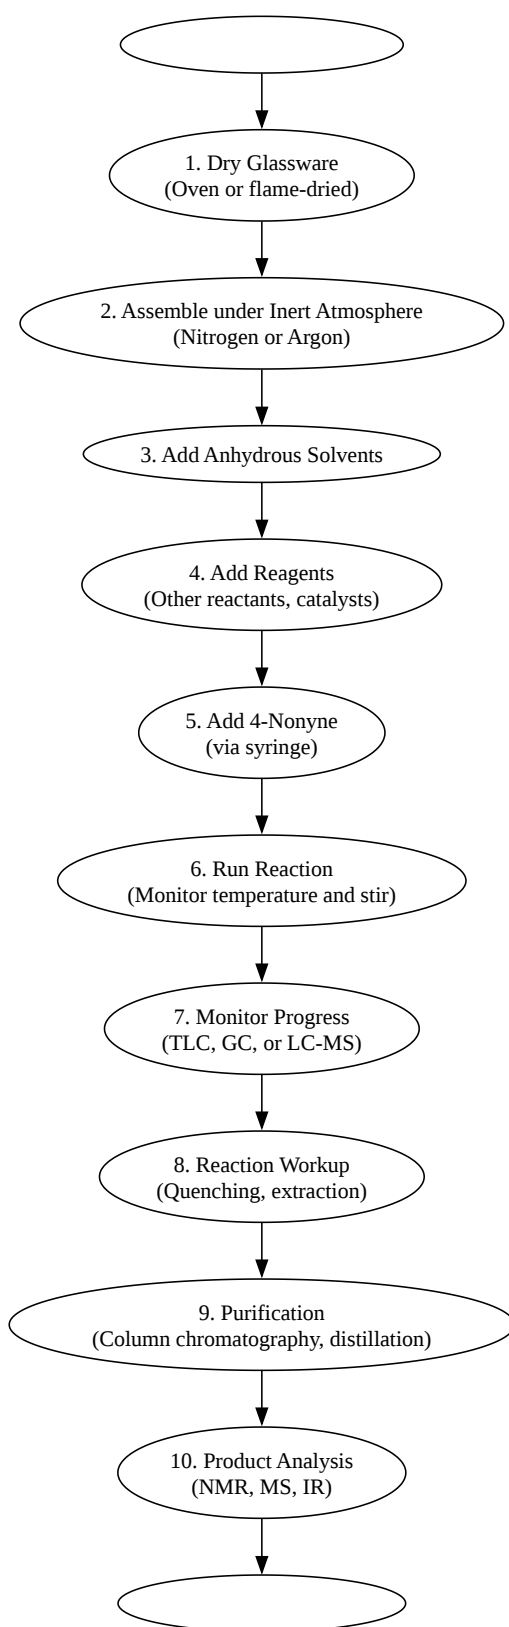 1. Dry Glassware
(Oven or flame-dried)
2. Assemble under Inert Atmosphere
(Nitrogen or Argon)
3. Add Anhydrous Solvents
4. Add Reagents
(Other reactants, catalysts)
5. Add 4-Nonyne
(via syringe)
6. Run Reaction
(Monitor temperature and stir)
7. Monitor Progress
(TLC, GC, or LC-MS)
8. Reaction Workup
(Quenching, extraction)
9. Purification
(Column chromatography, distillation)
10. Product Analysis
(NMR, MS, IR)